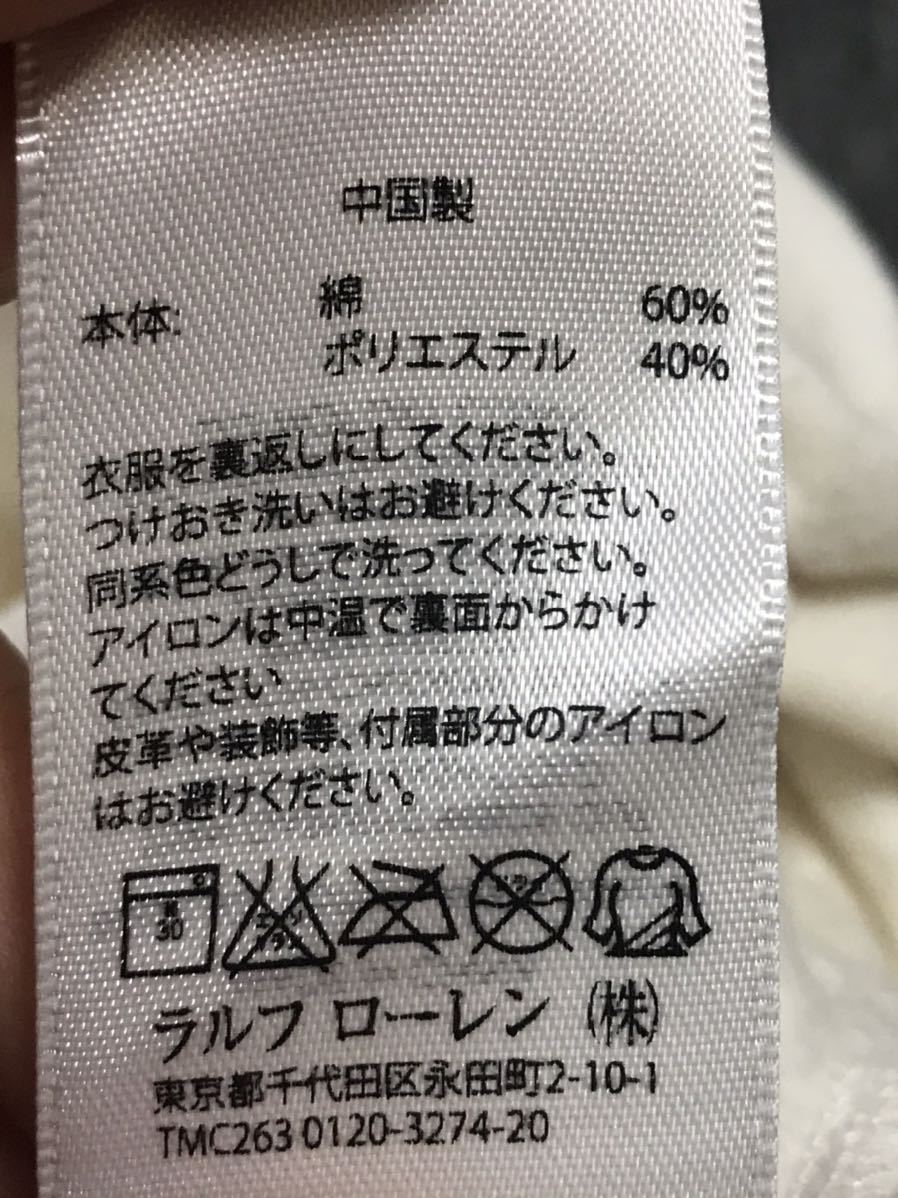 中国製
本体: 綿 60%
ポリエステル 40%
衣服を裏返しにしてください。
つけおき洗いはお避けください。
同系色どうしで洗ってください。
アイロンは中温で裏面からかけ
てください
皮革や装飾等、付属部分のアイロン
はお避けください。
30
ラルフ ローレン (株)
東京都千代田区永田町2-10-1
TMC263 0120-3274-20